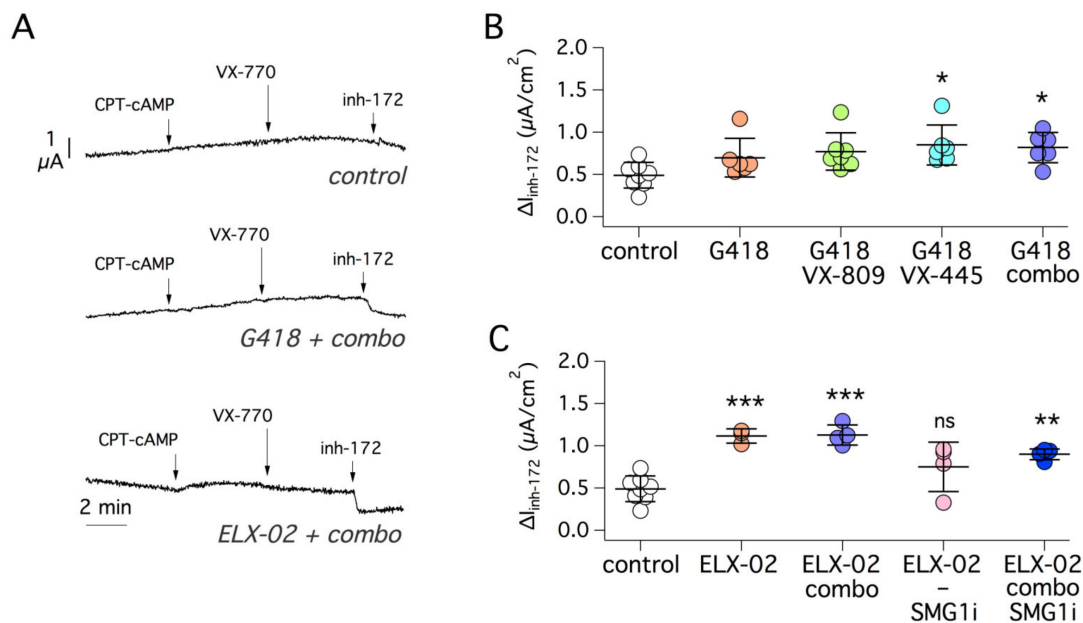 A
CPT-cAMP
VX-770
inh-172
1
µA
control
CPT-cAMP
VX-770
inh-172
G418 + combo
CPT-cAMP
VX-770
inh-172
2 min
ELX-02 + combo
B
ΔIinh-172 (µA/cm²)
2.0
1.5
1.0
0.5
0.0
*
*
control
G418
G418
VX-809
G418
VX-445
G418
combo
C
ΔIinh-172 (µA/cm²)
2.0
1.5
1.0
0.5
0.0
***
***
ns
**
control
ELX-02
ELX-02
combo
ELX-02
–
SMG1i
ELX-02
combo
SMG1i